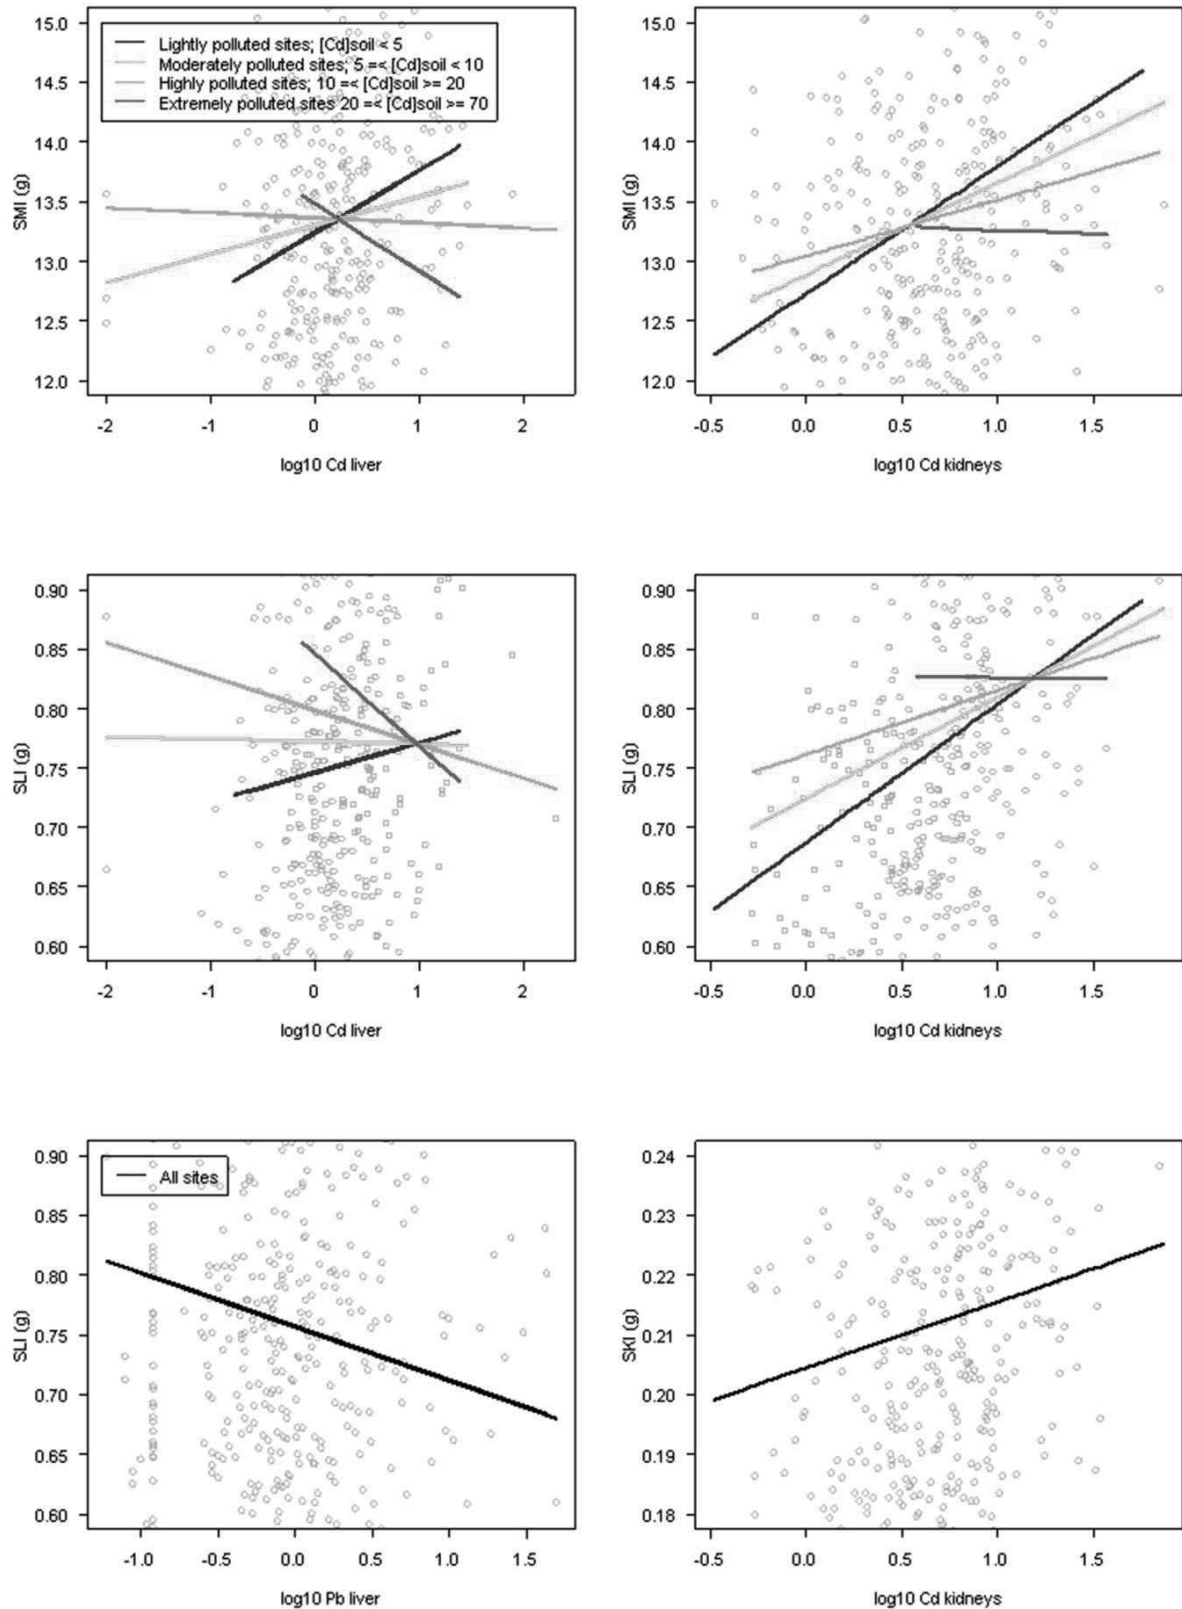 15.0
14.5
14.0
13.5
13.0
12.5
12.0
SMI (g)
Lightly polluted sites; [Cd]soil < 5
Moderately polluted sites; 5 =< [Cd]soil < 10
Highly polluted sites; 10 =< [Cd]soil >= 20
Extremely polluted sites 20 =< [Cd]soil >= 70
-2 -1 0 1 2
log10 Cd liver
15.0
14.5
14.0
13.5
13.0
12.5
12.0
SMI (g)
-0.5 0.0 0.5 1.0 1.5
log10 Cd kidneys
0.90
0.85
0.80
0.75
0.70
0.65
0.60
SLI (g)
-2 -1 0 1 2
log10 Cd liver
0.90
0.85
0.80
0.75
0.70
0.65
0.60
SLI (g)
-0.5 0.0 0.5 1.0 1.5
log10 Cd kidneys
0.90
0.85
0.80
0.75
0.70
0.65
0.60
SLI (g)
All sites
-1.0 -0.5 0.0 0.5 1.0 1.5
log10 Pb liver
0.24
0.23
0.22
0.21
0.20
0.19
0.18
SKI (g)
-0.5 0.0 0.5 1.0 1.5
log10 Cd kidneys